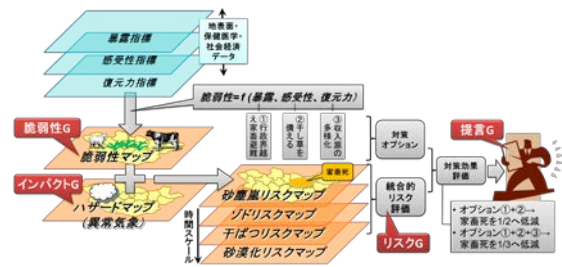 地表面・
保健医学・
社会経済
データ
暴露指標
感受性指標
復元力指標
脆弱性=f (暴露、感受性、復元力)
①行政界越
え家畜避難
②干し草を
備える
③収入源の
多様化
対策
オプション
脆弱性G
脆弱性マップ
インパクトG
ハザードマップ
(異常気象)
時間スケール
家畜死
砂塵嵐リスクマップ
ゾドリスクマップ
干ばつリスクマップ
砂漠化リスクマップ
統合的
リスク
評価
リスクG
対策効果
評価
提言G
• オプション①+②→
家畜死を1/2へ低減
• オプション①+②+③→
家畜死を1/3へ低減